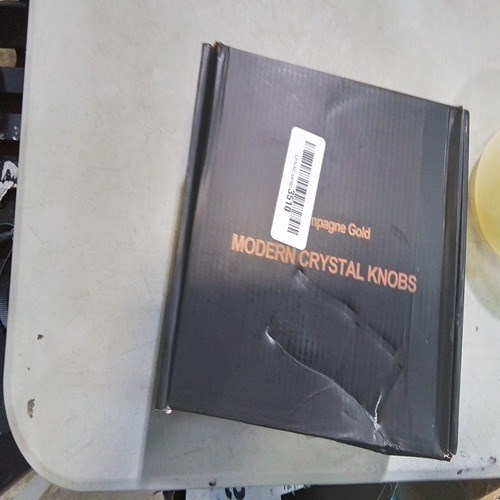 3510
mpagne Gold
MODERN CRYSTAL KNOBS